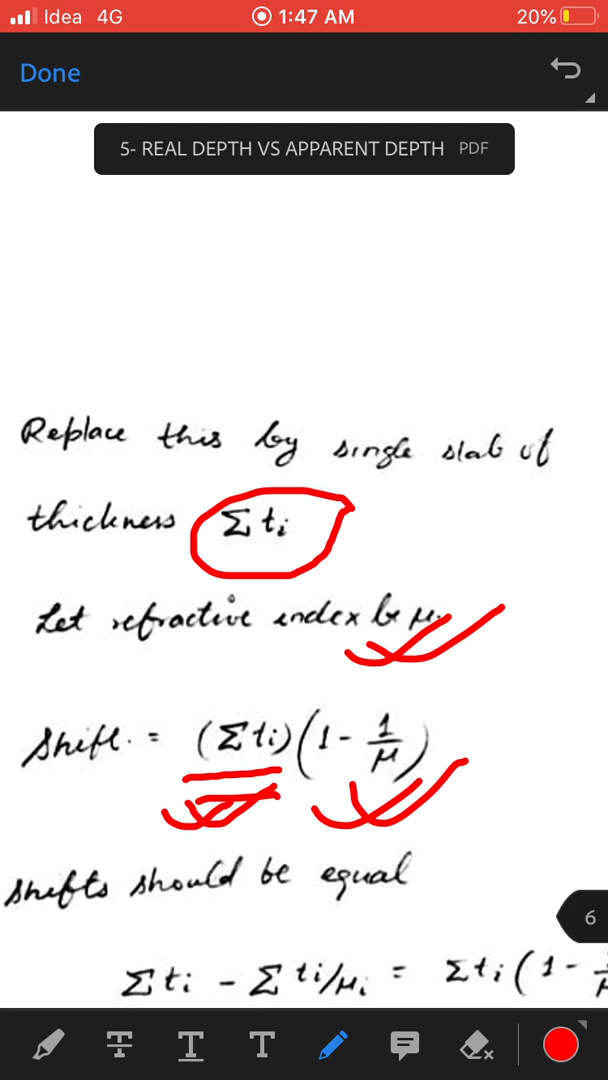 Idea 4G 1:47 AM 20%
Done
5- REAL DEPTH VS APPARENT DEPTH PDF
Replace this by single slab of
thickness Σti
Let refractive index be μ.
Shift. = (Σti)(1 - 1/μ)
Shifts should be equal
6
Σti - Σti/μi = Σti(1 -
T T T